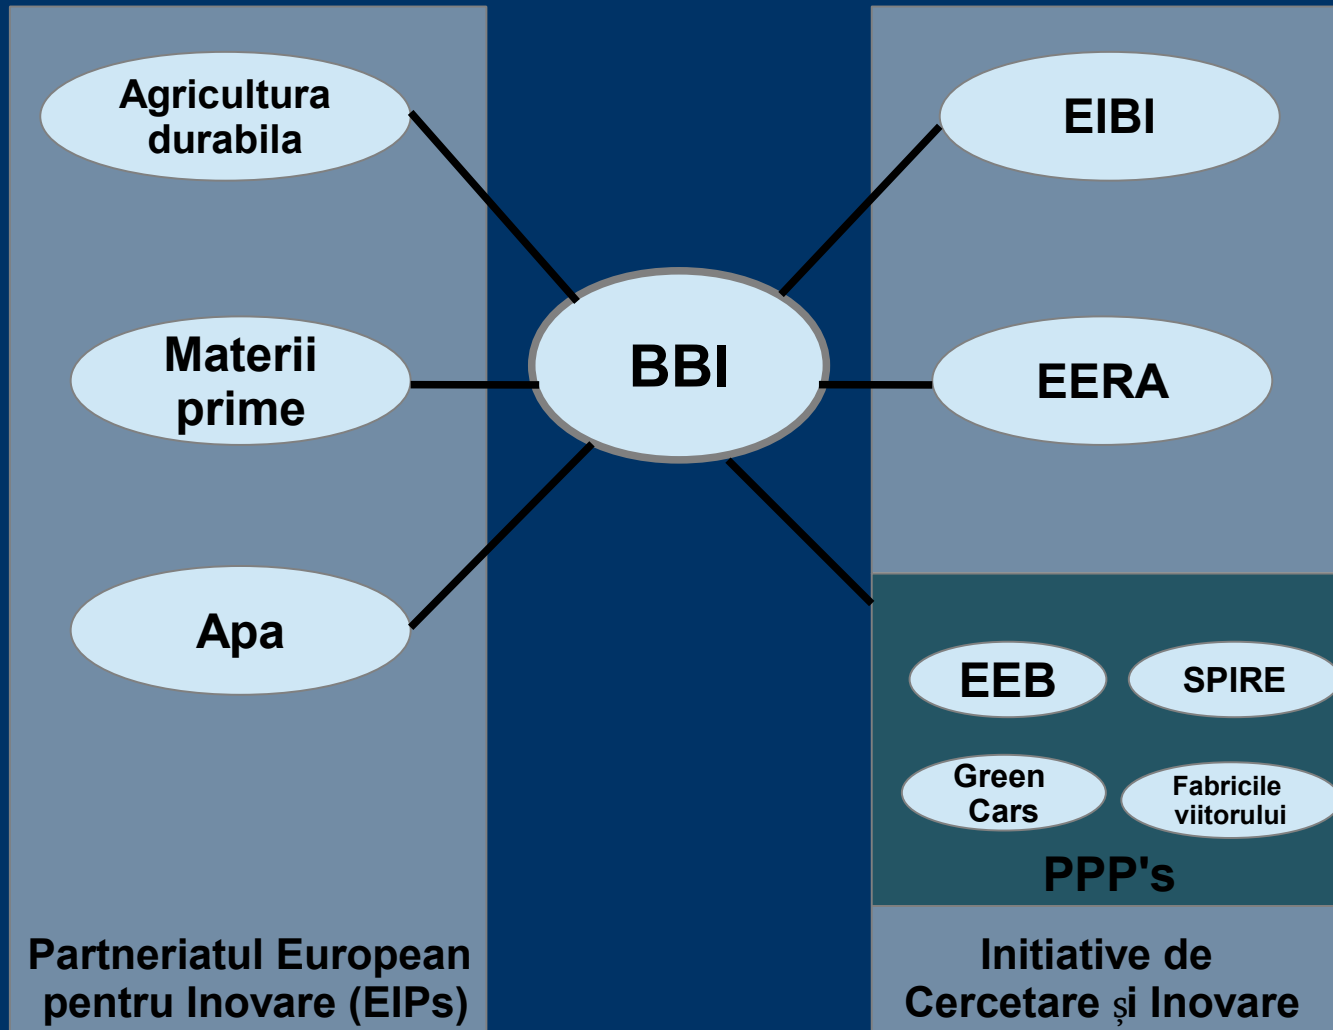 Agricultura
durabila
Materii
prime
Apa
Partneriatul European
pentru Inovare (EIPs)
BBI
EIBI
EERA
EEB
SPIRE
Green
Cars
Fabricile
viitorului
PPP's
Initiative de
Cercetare și Inovare